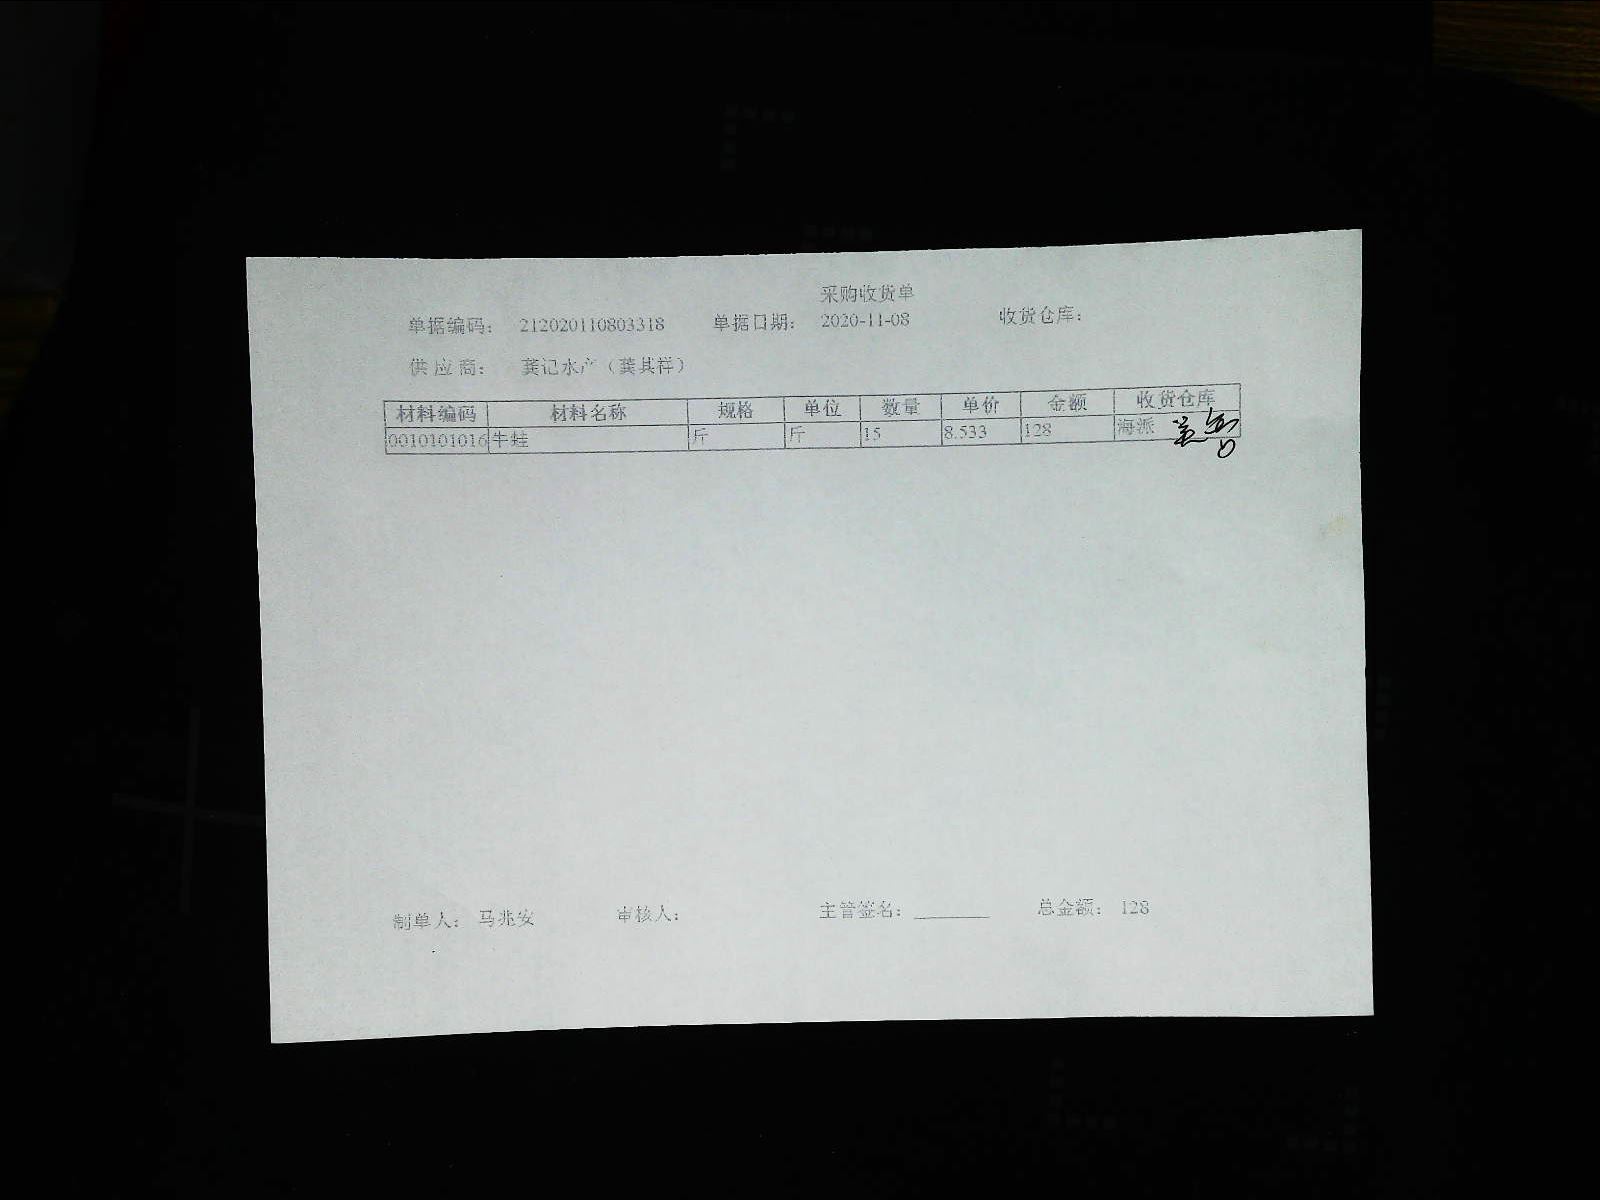 采购收货单
单据编码： 212020110803318 单据日期： 2020-11-08 收货仓库：
供 应 商： 龚记水产（龚其祥）
材料编码 材料名称 规格 单位 数量 单价 金额 收货仓库
0010101016 牛蛙 斤 斤 15 8.533 128 海派
制单人： 马兆安 审核人： 主管签名： ________ 总金额： 128